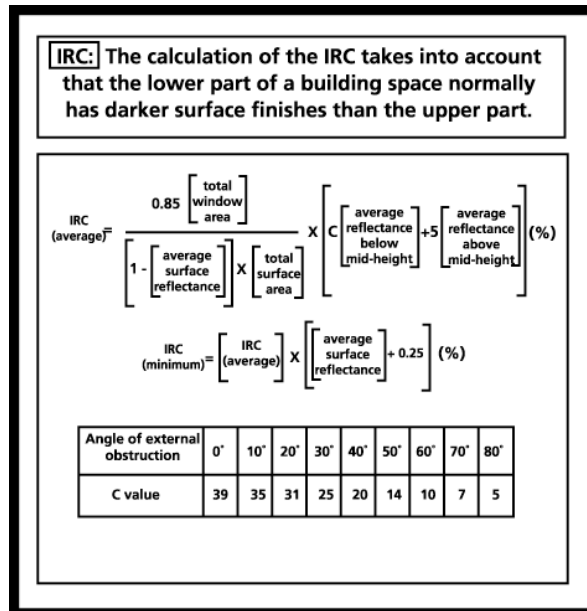 IRC: The calculation of the IRC takes into account
that the lower part of a building space normally
has darker surface finishes than the upper part.
IRC
(average)=
0.85 [total
window
area]
[1 - [average
surface
reflectance]] X [total
surface
area]
X [C [average
reflectance
below
mid-height] +5 [average
reflectance
above
mid-height]] (%)
IRC
(minimum)= [IRC
(average)] X [[average
surface
reflectance] + 0.25] (%)
Angle of external
obstruction 0° 10° 20° 30° 40° 50° 60° 70° 80°
C value 39 35 31 25 20 14 10 7 5